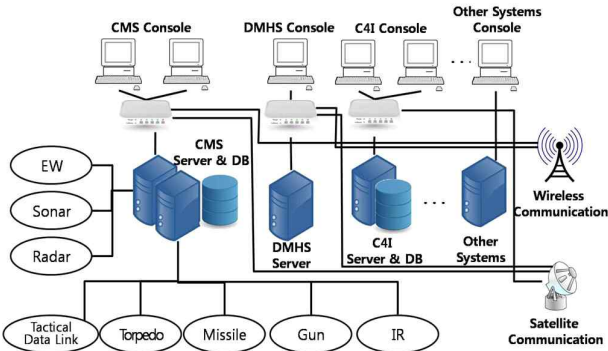 CMS Console
DMHS Console
C4I Console
Other Systems
Console
CMS
Server & DB
EW
Sonar
Radar
DMHS
Server
C4I
Server & DB
Other
Systems
Wireless
Communication
Satellite
Communication
Tactical
Data Link
Torpedo
Missile
Gun
IR